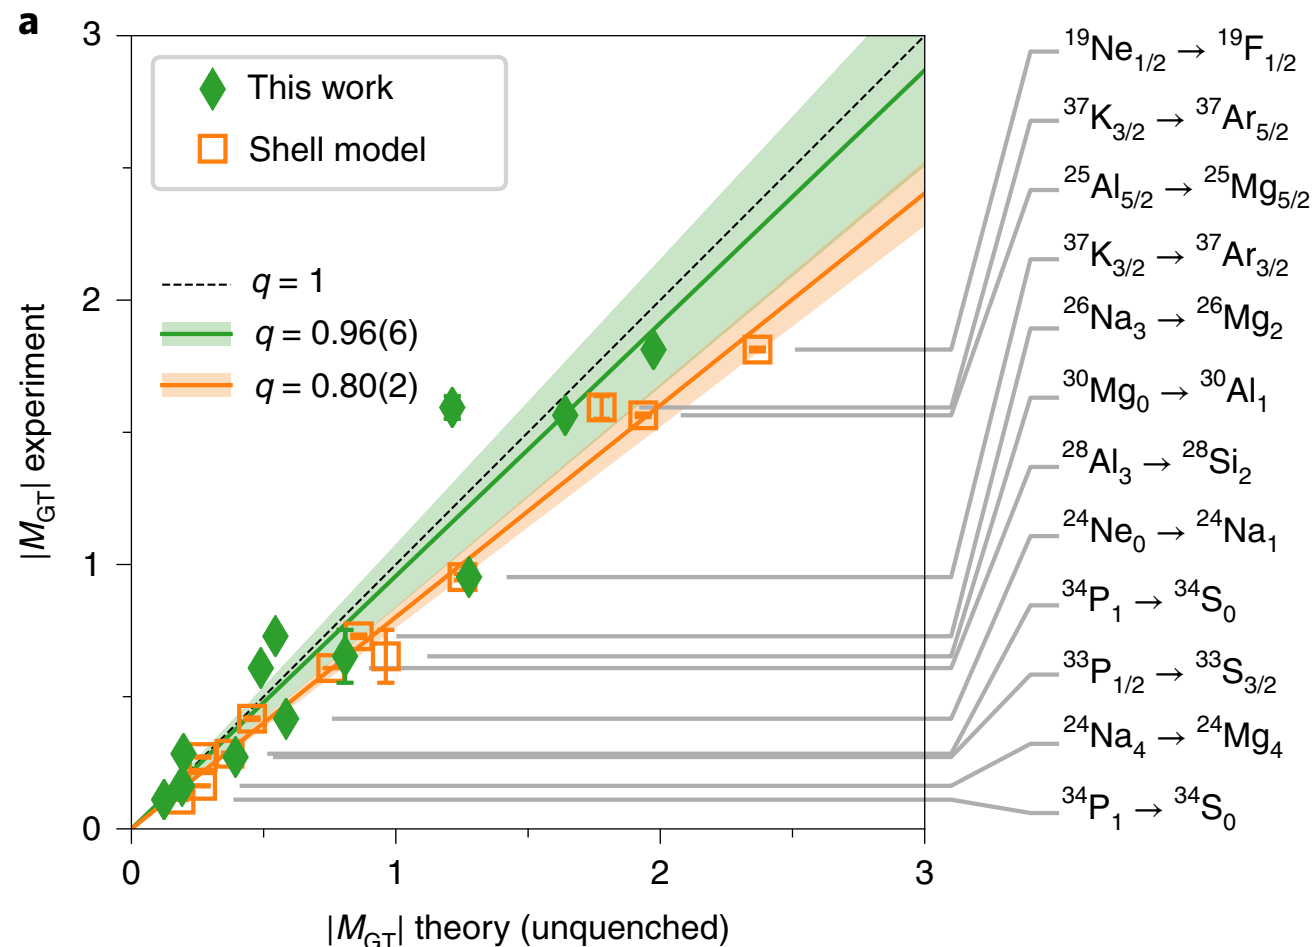 a
3
2
1
0
|M_GT| experiment
This work
Shell model
q = 1
q = 0.96(6)
q = 0.80(2)
0
1
2
3
|M_GT| theory (unquenched)
¹⁹Ne₁/₂ → ¹⁹F₁/₂
³⁷K₃/₂ → ³⁷Ar₅/₂
²⁵Al₅/₂ → ²⁵Mg₅/₂
³⁷K₃/₂ → ³⁷Ar₃/₂
²⁶Na₃ → ²⁶Mg₂
³⁰Mg₀ → ³⁰Al₁
²⁸Al₃ → ²⁸Si₂
²⁴Ne₀ → ²⁴Na₁
³⁴P₁ → ³⁴S₀
³³P₁/₂ → ³³S₃/₂
²⁴Na₄ → ²⁴Mg₄
³⁴P₁ → ³⁴S₀